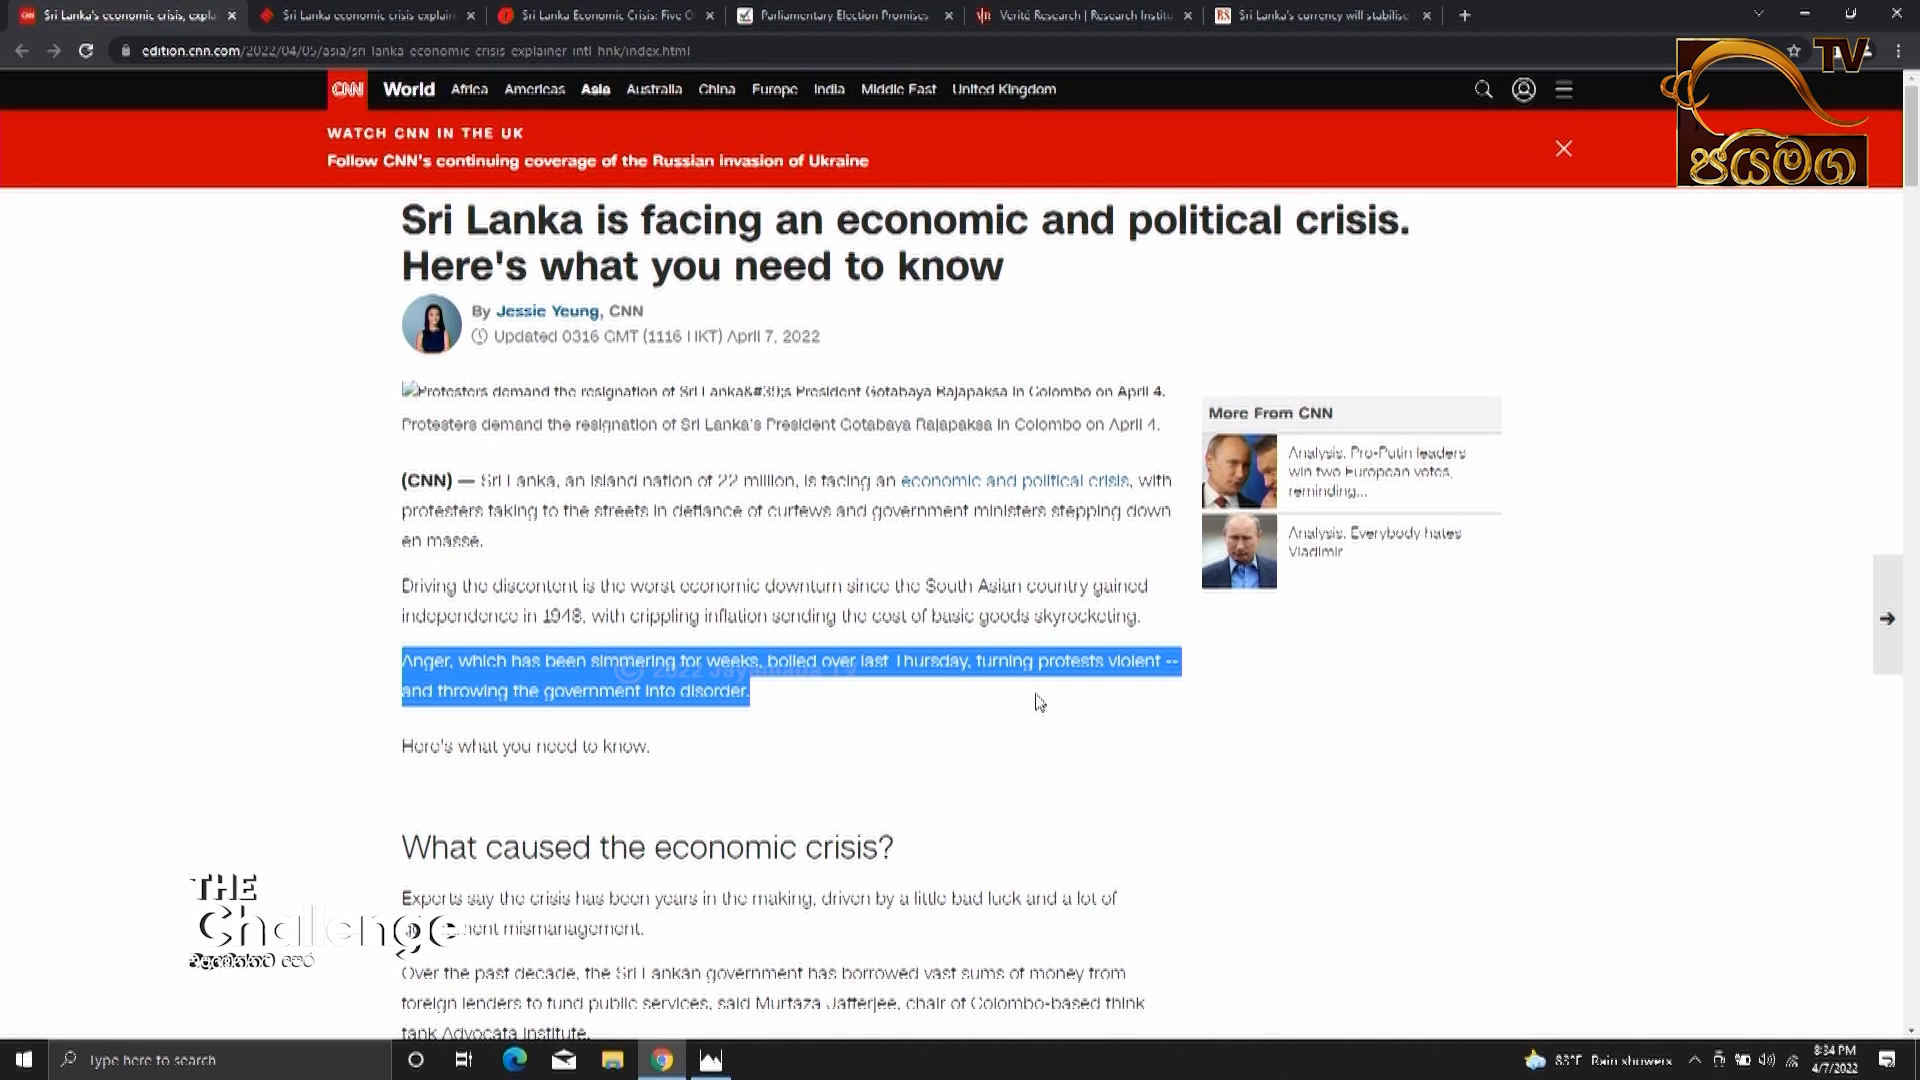 Sri Lanka's economic crisis, expla
Sri Lanka economic crisis explain
Sri Lanka Economic Crisis: Five O
Parliamentary Election Promises
Verité Research | Research Institu
Sri Lanka's currency will stabilise
edition.cnn.com/2022/04/05/asia/sri-lanka-economic-crisis-explainer-intl-hnk/index.html
TV
ජයමග
CNN World Africa Americas Asia Australia China Europe India Middle East United Kingdom
WATCH CNN IN THE UK
Follow CNN's continuing coverage of the Russian invasion of Ukraine
Sri Lanka is facing an economic and political crisis.
Here's what you need to know
By Jessie Yeung, CNN
Updated 0316 GMT (1116 HKT) April 7, 2022
Protesters demand the resignation of Sri Lanka&#39;s President Gotabaya Rajapaksa in Colombo on April 4.
Protesters demand the resignation of Sri Lanka's President Gotabaya Rajapaksa in Colombo on April 4.
(CNN) — Sri Lanka, an island nation of 22 million, is facing an economic and political crisis, with
protesters taking to the streets in defiance of curfews and government ministers stepping down
en masse.
Driving the discontent is the worst economic downturn since the South Asian country gained
independence in 1948, with crippling inflation sending the cost of basic goods skyrocketing.
Anger, which has been simmering for weeks, boiled over last Thursday, turning protests violent --
and throwing the government into disorder.
© 2022 Jayamaga TV
Here's what you need to know.
What caused the economic crisis?
Experts say the crisis has been years in the making, driven by a little bad luck and a lot of
mismanagement.
Over the past decade, the Sri Lankan government has borrowed vast sums of money from
foreign lenders to fund public services, said Murtaza Jafferjee, chair of Colombo-based think
tank Advocata Institute.
More From CNN
Analysis: Pro-Putin leaders
win two European votes,
reminding...
Analysis: Everybody hates
Vladimir
THE
Challenge
Type here to search
83°F Rain showers
8:34 PM
4/7/2022